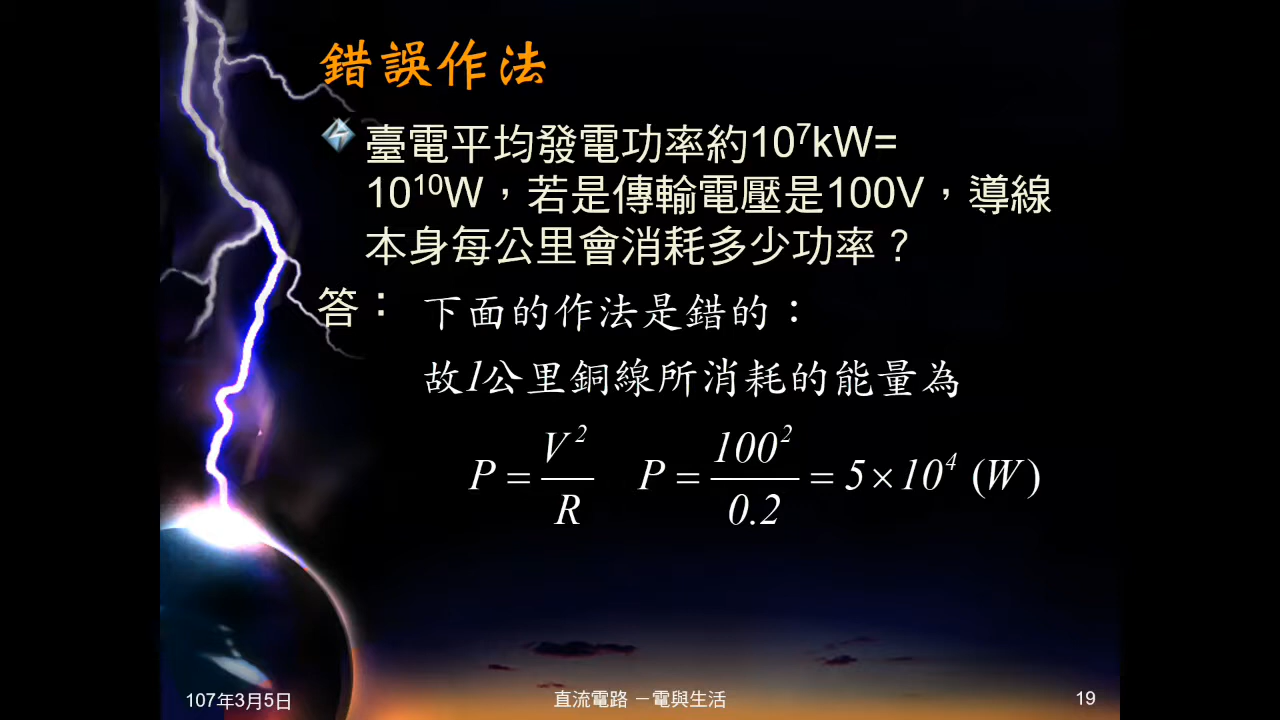 錯誤作法
臺電平均發電功率約10⁷kW=
10¹⁰W，若是傳輸電壓是100V，導線
本身每公里會消耗多少功率？
答： 下面的作法是錯的：
故1公里銅線所消耗的能量為
P = V²/R P = 100²/0.2 = 5×10⁴ (W)
107年3月5日 直流電路 －電與生活 19